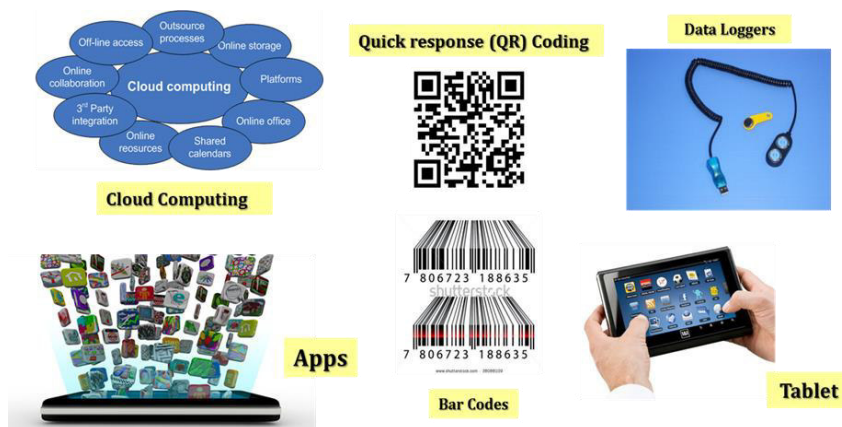 Outsource
processes
Off-line access
Online storage
Online
collaboration
Cloud computing
Platforms
3rd Party
integration
Online office
Online
reources
Shared
calendars
Cloud Computing
Quick response (QR) Coding
Data Loggers
Apps
7 806723 188635
shutterstock
7 806723 188635
Bar Codes
Tablet